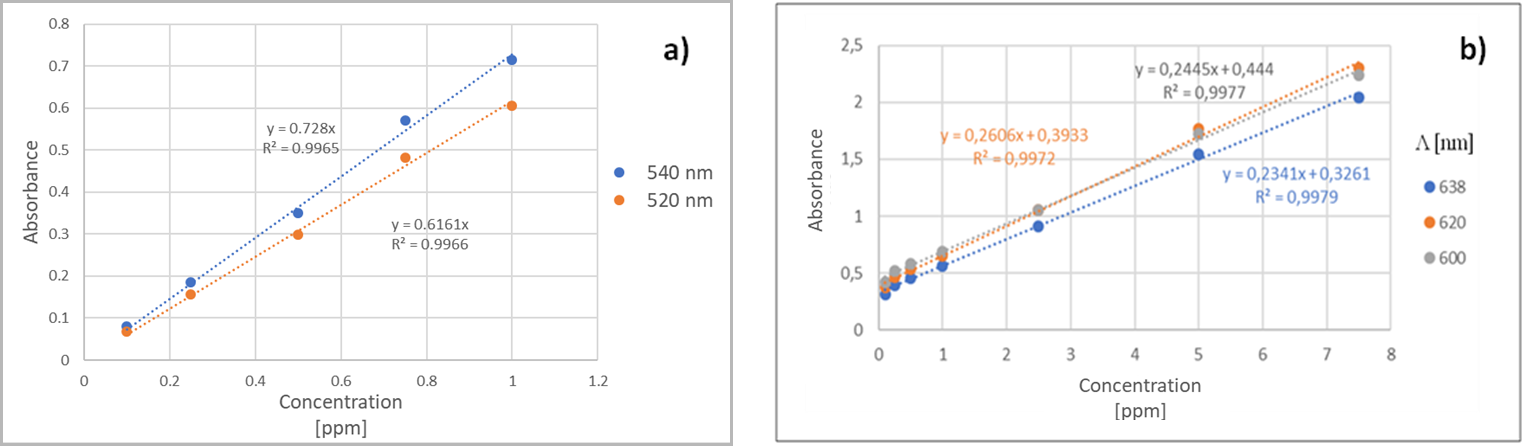 a)
0.8
0.7
0.6
0.5
0.4
0.3
0.2
0.1
0
Absorbance
y = 0.728x
R² = 0.9965
y = 0.6161x
R² = 0.9966
540 nm
520 nm
0 0.2 0.4 0.6 0.8 1 1.2
Concentration
[ppm]
b)
2,5
2
1,5
1
0,5
0
Absorbance
y = 0,2445x + 0,444
R² = 0,9977
y = 0,2606x + 0,3933
R² = 0,9972
y = 0,2341x + 0,3261
R² = 0,9979
Λ [nm]
638
620
600
0 1 2 3 4 5 6 7 8
Concentration
[ppm]